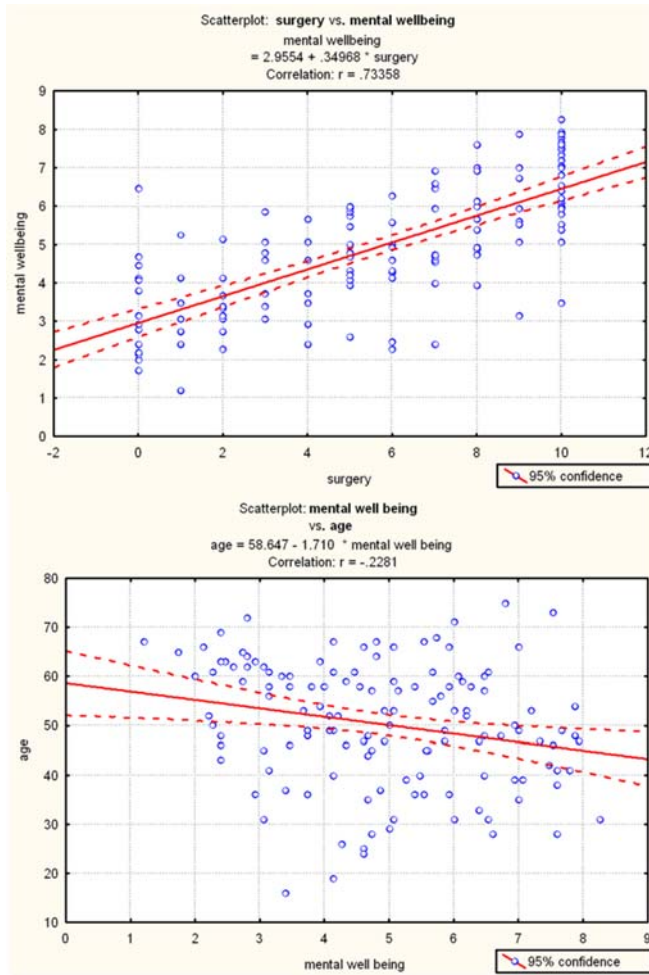 Scatterplot: surgery vs. mental wellbeing
mental wellbeing
= 2.9554 + .34968 * surgery
Correlation: r = .73358
9
8
7
6
5
4
3
2
1
0
mental wellbeing
-2 0 2 4 6 8 10 12
surgery
95% confidence
Scatterplot: mental well being
vs. age
age = 58.647 - 1.710 * mental well being
Correlation: r = -.2281
80
70
60
50
40
30
20
10
age
0 1 2 3 4 5 6 7 8 9
mental well being
95% confidence